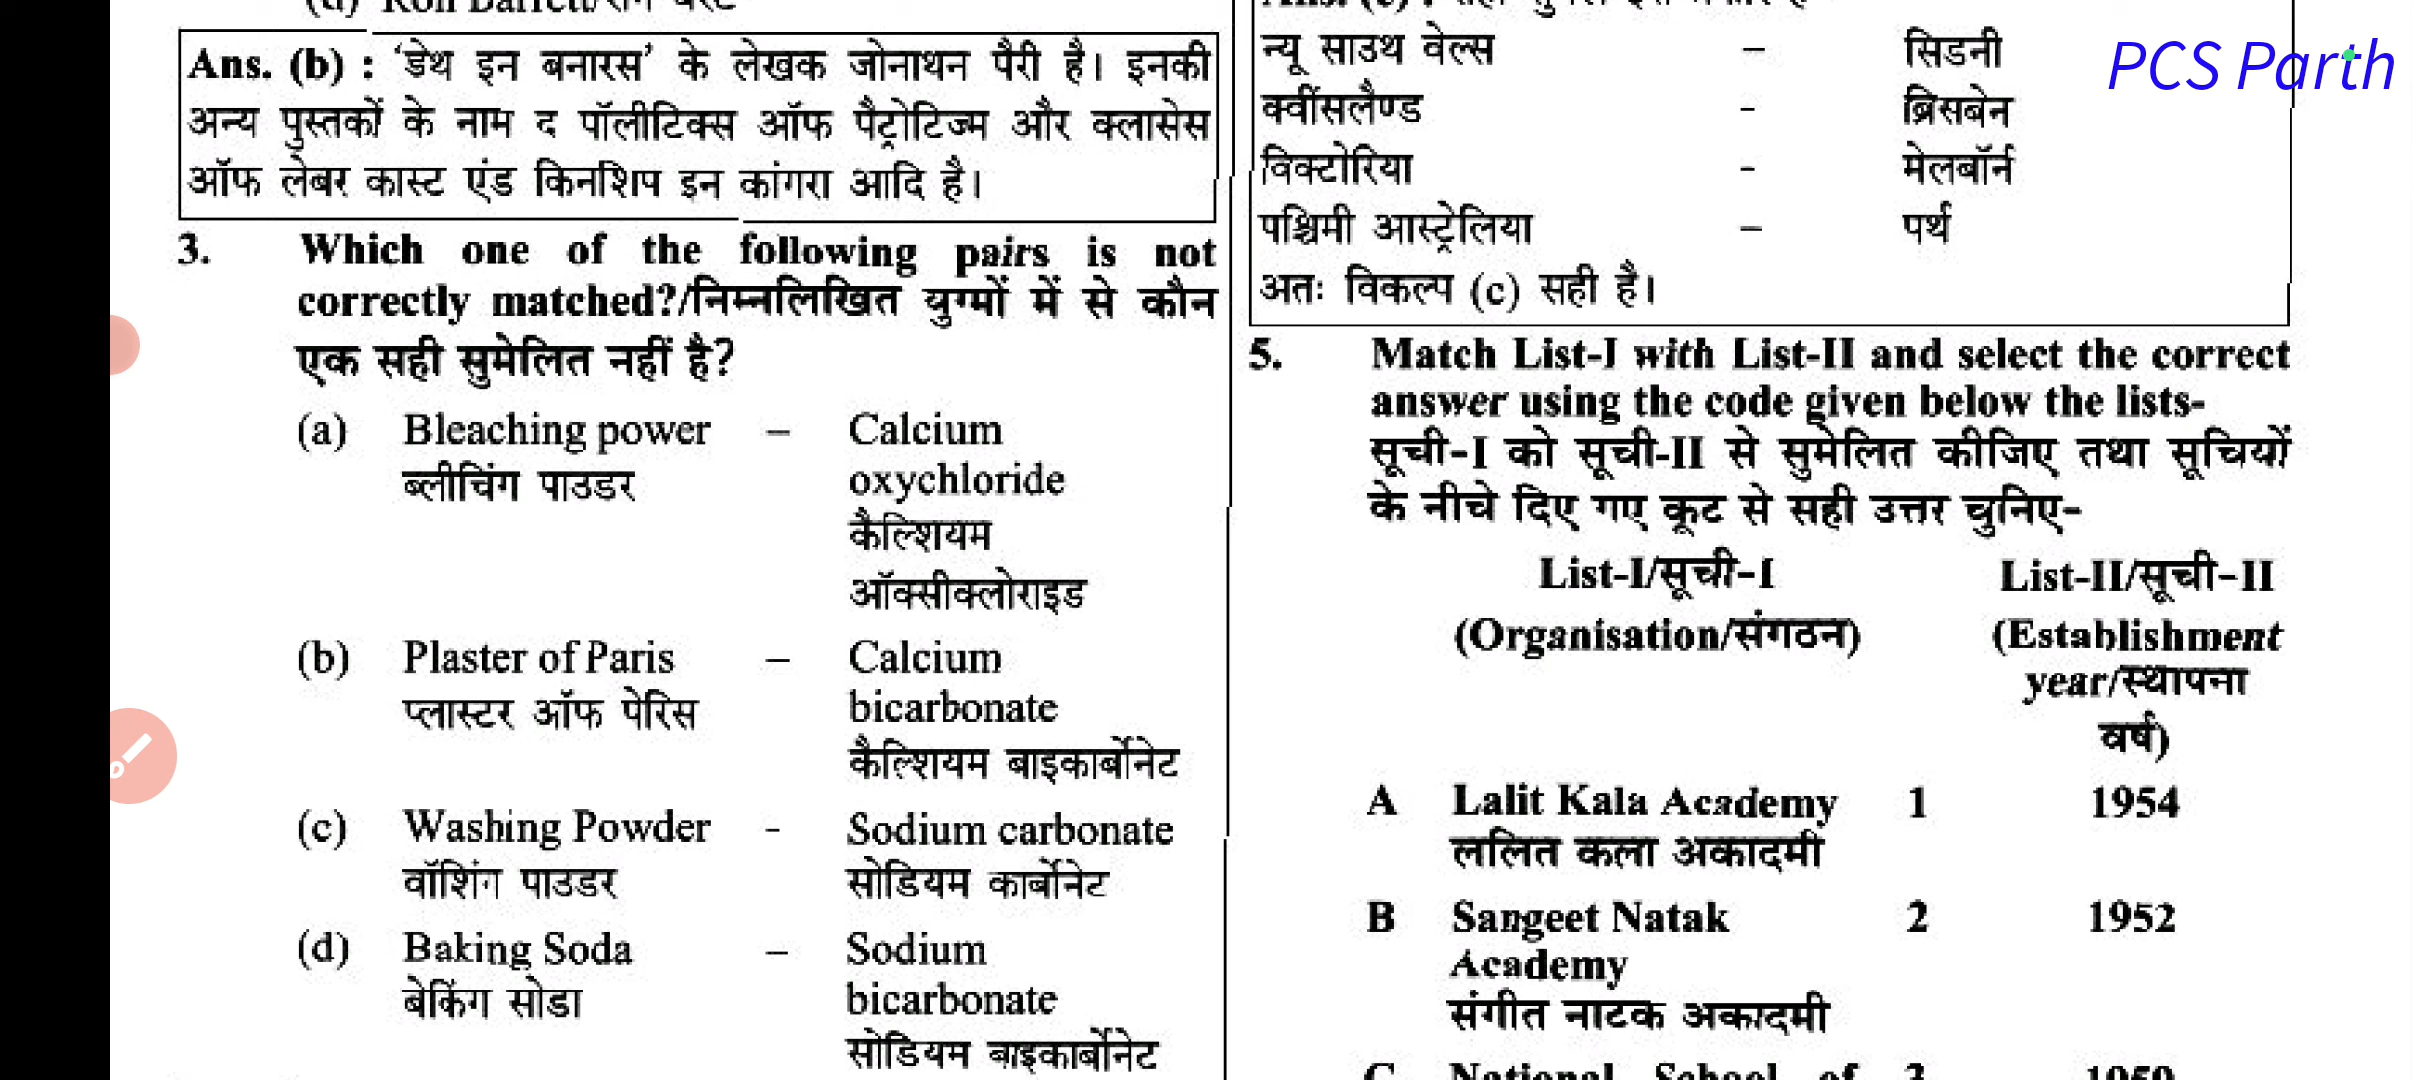 Ans. (b) : 'डेथ इन बनारस' के लेखक जोनाथन पैरी है। इनकी
अन्य पुस्तकों के नाम द पॉलीटिक्स ऑफ पैट्रोटिज्म और क्लासेस
ऑफ लेबर कास्ट एंड किनशिप इन कांगरा आदि है।
3. Which one of the following pairs is not
correctly matched?/निम्नलिखित युग्मों में से कौन
एक सही सुमेलित नहीं है?
(a) Bleaching power – Calcium
ब्लीचिंग पाउडर oxychloride
कैल्शियम
ऑक्सीक्लोराइड
(b) Plaster of Paris – Calcium
प्लास्टर ऑफ पेरिस bicarbonate
कैल्शियम बाइकार्बोनेट
(c) Washing Powder - Sodium carbonate
वॉशिंग पाउडर सोडियम कार्बोनेट
(d) Baking Soda – Sodium
बेकिंग सोडा bicarbonate
सोडियम बाइकार्बोनेट
न्यू साउथ वेल्स – सिडनी
क्वींसलैण्ड - ब्रिसबेन
विक्टोरिया - मेलबॉर्न
पश्चिमी आस्ट्रेलिया – पर्थ
अतः विकल्प (c) सही है।
5. Match List-I with List-II and select the correct
answer using the code given below the lists-
सूची-I को सूची-II से सुमेलित कीजिए तथा सूचियों
के नीचे दिए गए कूट से सही उत्तर चुनिए-
List-I/सूची-I List-II/सूची-II
(Organisation/संगठन) (Establishment
year/स्थापना
वर्ष)
A Lalit Kala Academy 1 1954
ललित कला अकादमी
B Sangeet Natak 2 1952
Academy
संगीत नाटक अकादमी
C National School of 3
PCS Parth